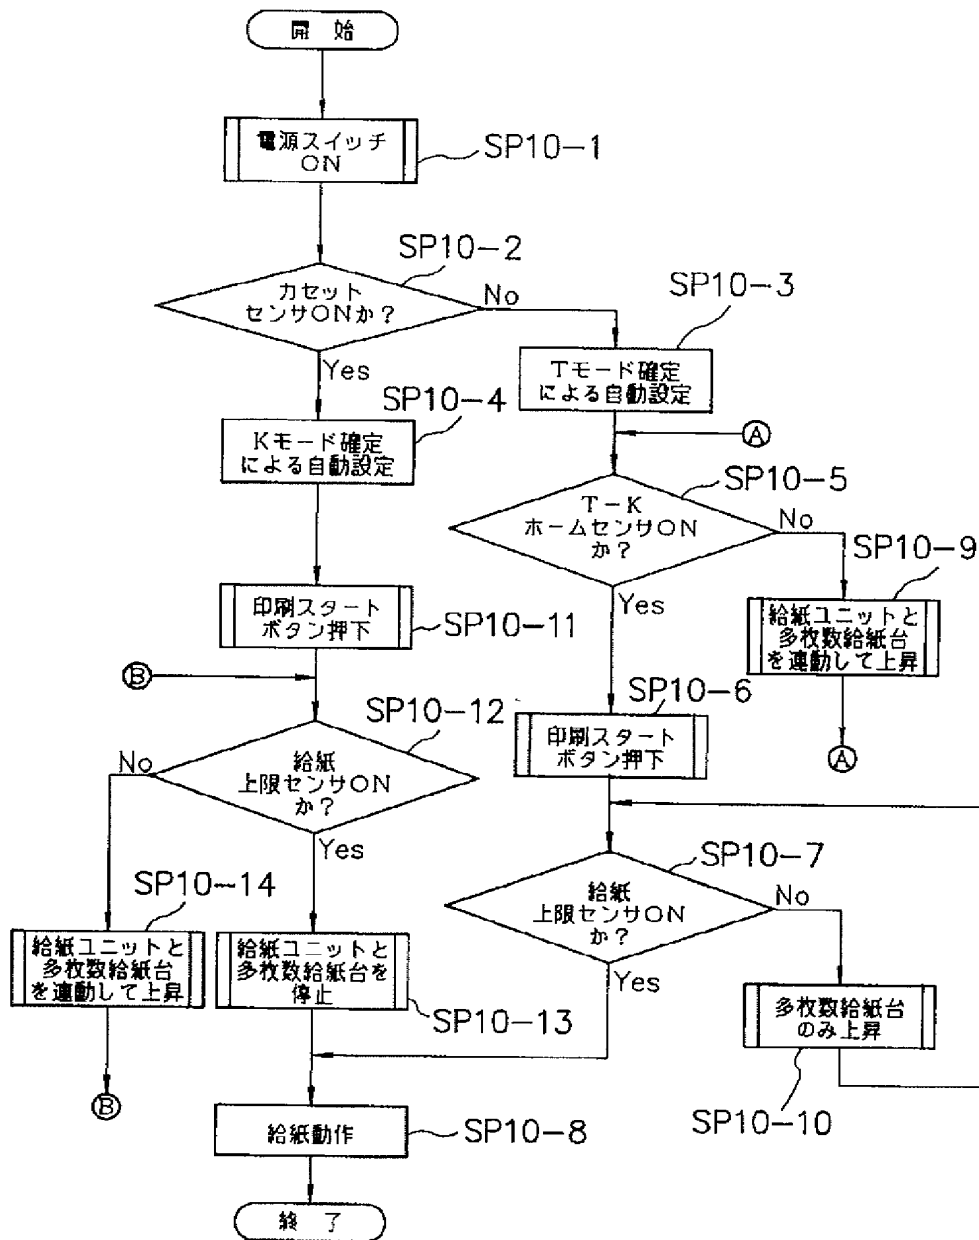 開 始
電源スイッチ
ON
SP10-1
SP10-2
カセット
センサONか?
No
Yes
SP10-3
Tモード確定
による自動設定
SP10-4
Kモード確定
による自動設定
A
SP10-5
T-K
ホームセンサON
か?
No
Yes
SP10-9
給紙ユニットと
多枚数給紙台
を連動して上昇
A
印刷スタート
ボタン押下
SP10-11
B
SP10-6
印刷スタート
ボタン押下
SP10-12
給紙
上限センサON
か?
No
Yes
SP10-7
給紙
上限センサON
か?
No
Yes
SP10-14
給紙ユニットと
多枚数給紙台
を連動して上昇
B
給紙ユニットと
多枚数給紙台を
停止
SP10-13
多枚数給紙台
のみ上昇
SP10-10
給紙動作
SP10-8
終 了